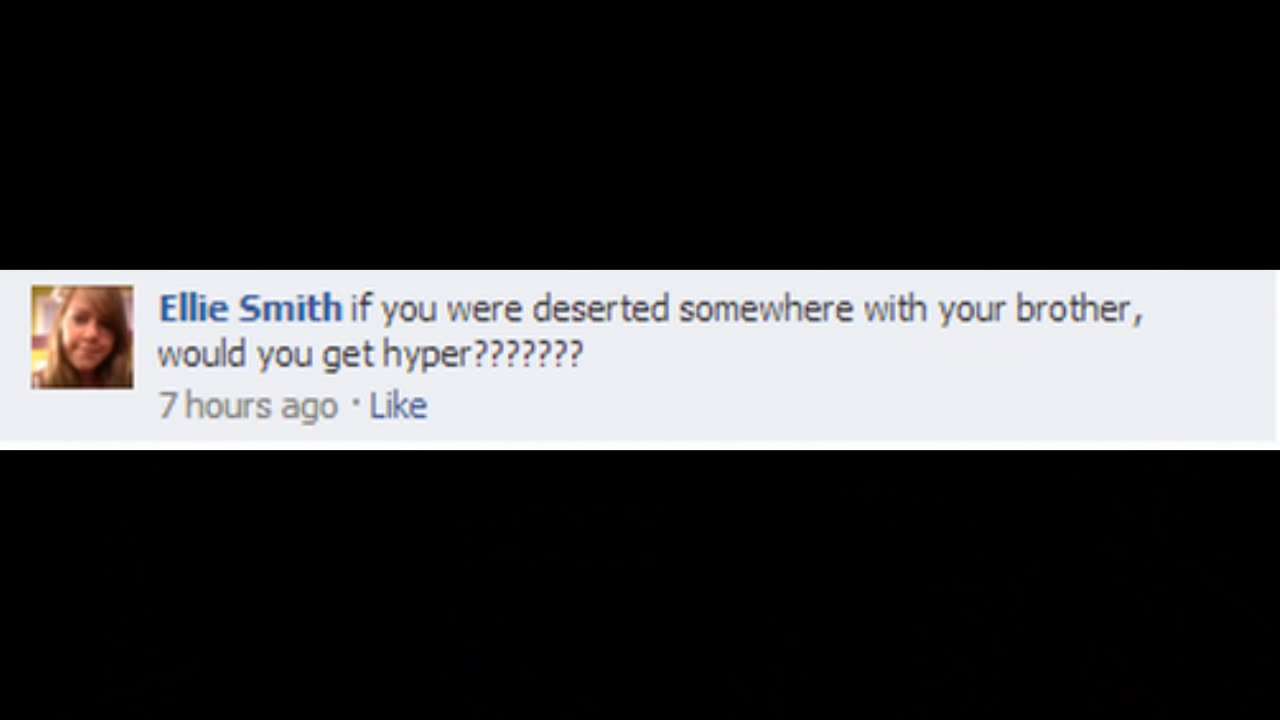 Ellie Smith if you were deserted somewhere with your brother,
would you get hyper???????
7 hours ago · Like